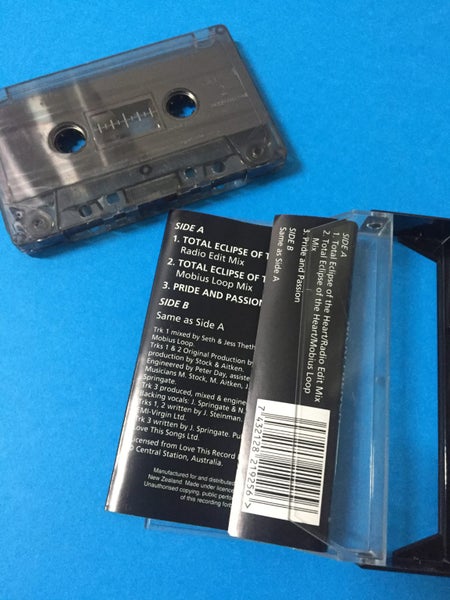 SIDE A
1. TOTAL ECLIPSE OF T
Radio Edit Mix
2. TOTAL ECLIPSE OF T
Mobius Loop Mix
3. PRIDE AND PASSION
SIDE B
Same as Side A
Trk 1 mixed by Seth & Jess Theth
Mobius Loop.
Trks 1 & 2 Original Production by
production by Stock & Aitken.
Engineered by Peter Day, assiste
Musicians M. Stock, M. Aitken, J.
Springate.
Trk 3 produced, mixed & engine
Backing vocals: J. Springate & N.
Trks 1, 2 written by J. Steinman.
EMI-Virgin Ltd.
Trk 3 written by J. Springate. Pu
Love This Songs Ltd.
Licensed from Love This Record
Central Station, Australia.
Manufactured for and distributed
New Zealand. Made under licence
Unauthorised copying, public perfo
of this recording forb
SIDE A
1. Total Eclipse of the Heart/Radio Edit Mix
2. Total Eclipse of the Heart/Mobius Loop
Mix
3. Pride and Passion
SIDE B
Same as Side A
7 432128 219256 >